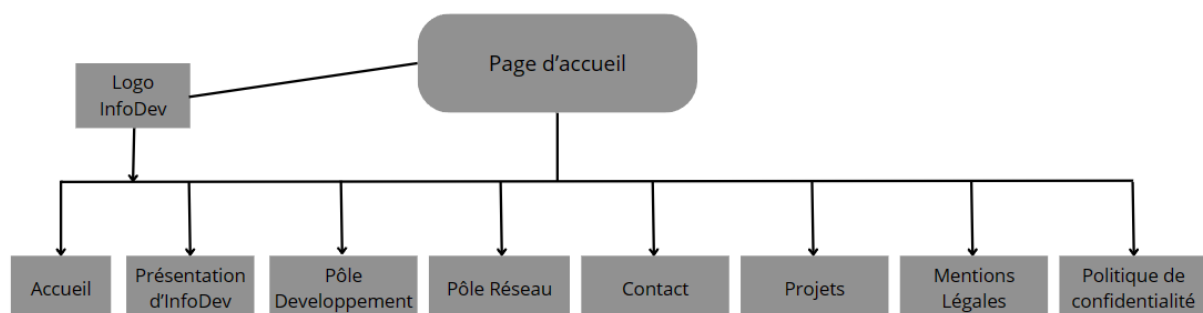 Page d’accueil
Logo
InfoDev
Accueil
Présentation
d’InfoDev
Pôle
Developpement
Pôle Réseau
Contact
Projets
Mentions
Légales
Politique de
confidentialité